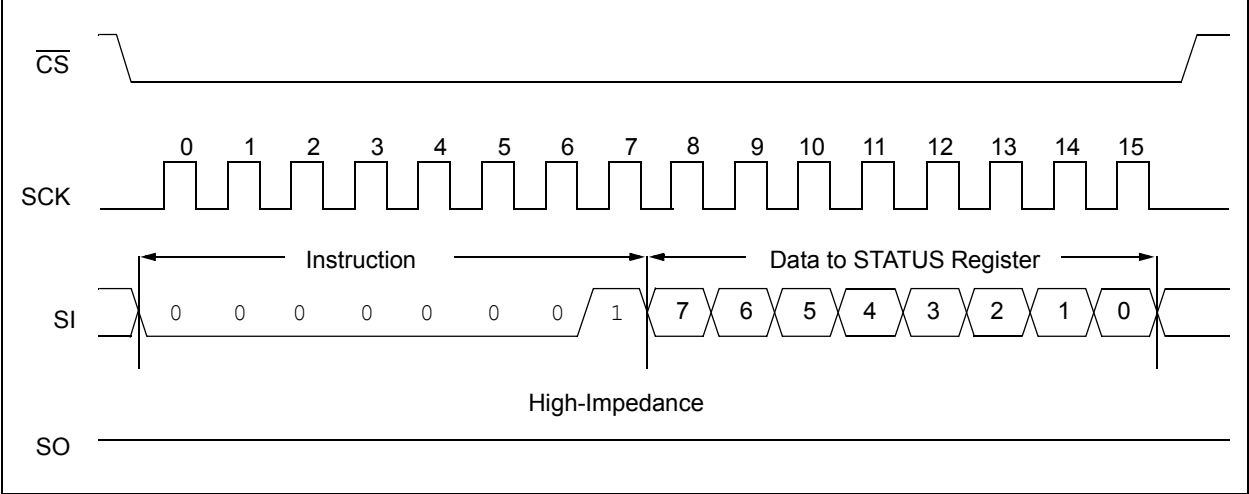 CS
0 1 2 3 4 5 6 7 8 9 10 11 12 13 14 15
SCK
Instruction Data to STATUS Register
SI 0 0 0 0 0 0 0 1 7 6 5 4 3 2 1 0
High-Impedance
SO